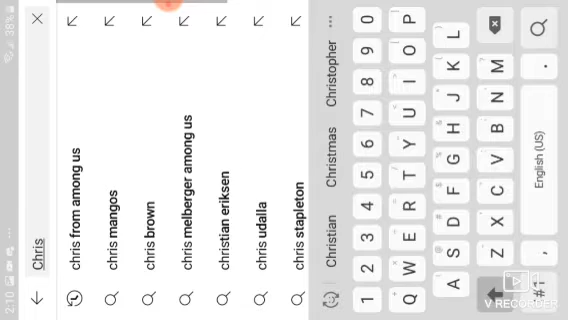 2:10 38%
Chris
chris from among us
chris mangos
chris brown
chris melberger among us
christian eriksen
chris udalla
chris stapleton
Christian Christmas Christopher
1 2 3 4 5 6 7 8 9 0
Q W E R T Y U I O P
A S D F G H J K L
Z X C V B N M
!#
, English (US) .
V RECORDER